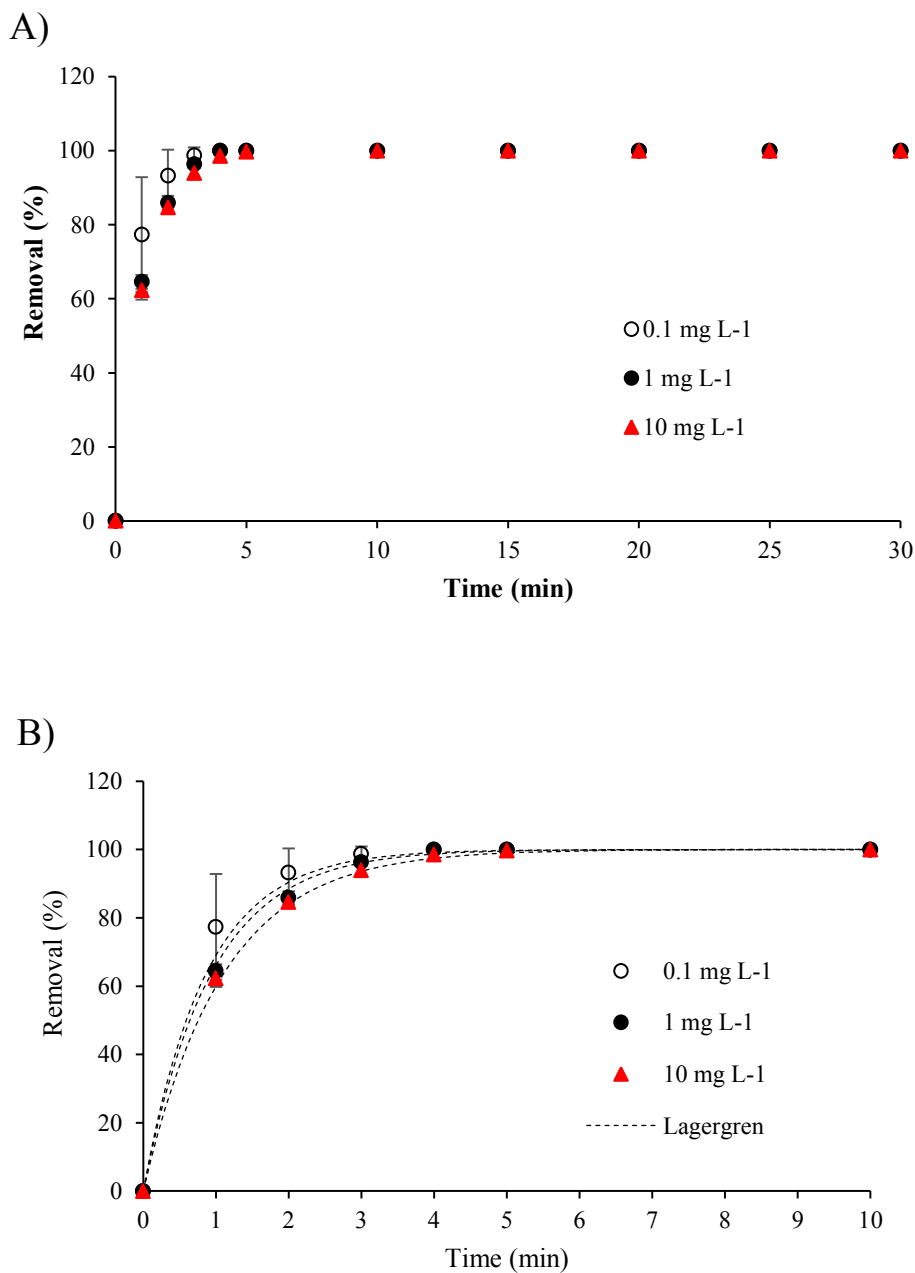 A)
120
100
80
60
40
20
0
Removal (%)
0.1 mg L-1
1 mg L-1
10 mg L-1
0 5 10 15 20 25 30
Time (min)
B)
120
100
80
60
40
20
0
Removal (%)
0.1 mg L-1
1 mg L-1
10 mg L-1
Lagergren
0 1 2 3 4 5 6 7 8 9 10
Time (min)